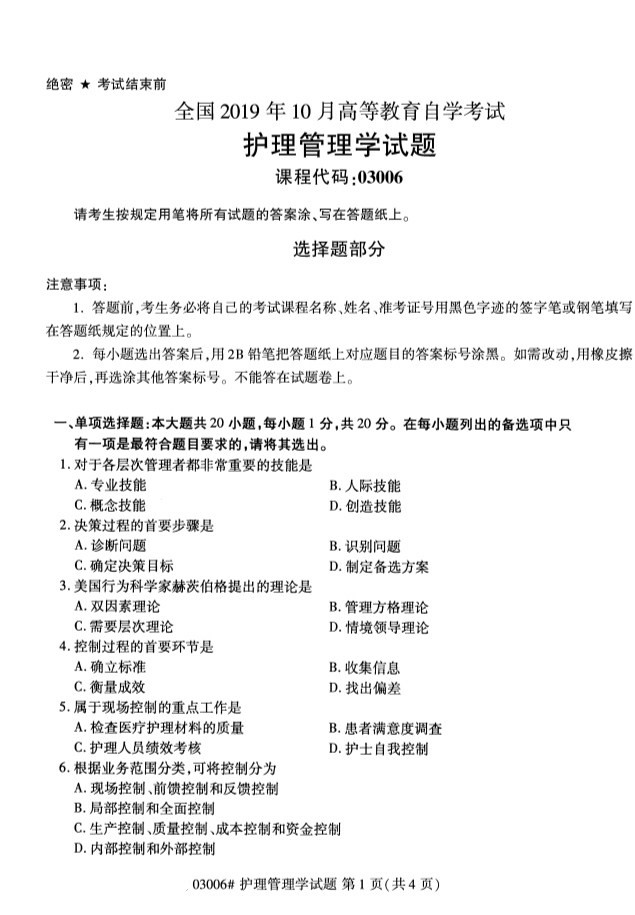 绝密 ★ 考试结束前
全国 2019 年 10 月高等教育自学考试
护理管理学试题
课程代码:03006
请考生按规定用笔将所有试题的答案涂、写在答题纸上。
选择题部分
注意事项:
1. 答题前,考生务必将自己的考试课程名称、姓名、准考证号用黑色字迹的签字笔或钢笔填写
在答题纸规定的位置上。
2. 每小题选出答案后,用 2B 铅笔把答题纸上对应题目的答案标号涂黑。如需改动,用橡皮擦
干净后,再选涂其他答案标号。不能答在试题卷上。
一、单项选择题:本大题共 20 小题,每小题 1 分,共 20 分。在每小题列出的备选项中只
有一项是最符合题目要求的,请将其选出。
1. 对于各层次管理者都非常重要的技能是
A. 专业技能 B. 人际技能
C. 概念技能 D. 创造技能
2. 决策过程的首要步骤是
A. 诊断问题 B. 识别问题
C. 确定决策目标 D. 制定备选方案
3. 美国行为科学家赫茨伯格提出的理论是
A. 双因素理论 B. 管理方格理论
C. 需要层次理论 D. 情境领导理论
4. 控制过程的首要环节是
A. 确立标准 B. 收集信息
C. 衡量成效 D. 找出偏差
5. 属于现场控制的重点工作是
A. 检查医疗护理材料的质量 B. 患者满意度调查
C. 护理人员绩效考核 D. 护士自我控制
6. 根据业务范围分类,可将控制分为
A. 现场控制、前馈控制和反馈控制
B. 局部控制和全面控制
C. 生产控制、质量控制、成本控制和资金控制
D. 内部控制和外部控制
03006# 护理管理学试题 第 1 页(共 4 页)